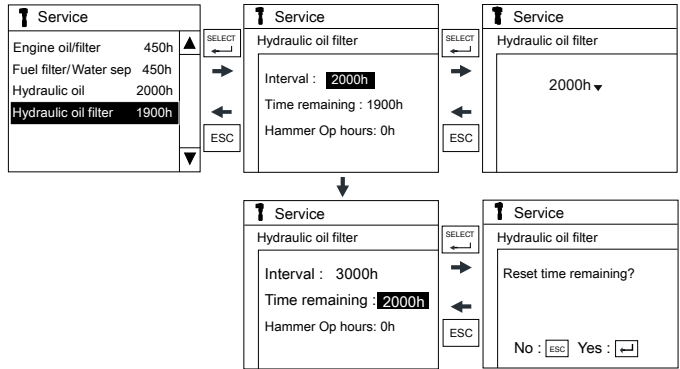 Service
Engine oil/filter 450h
Fuel filter/Water sep 450h
Hydraulic oil 2000h
Hydraulic oil filter 1900h
SELECT
ESC
Service
Hydraulic oil filter
Interval : 2000h
Time remaining : 1900h
Hammer Op hours: 0h
SELECT
ESC
Service
Hydraulic oil filter
2000h
Service
Hydraulic oil filter
Interval : 3000h
Time remaining : 2000h
Hammer Op hours: 0h
SELECT
ESC
Service
Hydraulic oil filter
Reset time remaining?
No : ESC Yes :